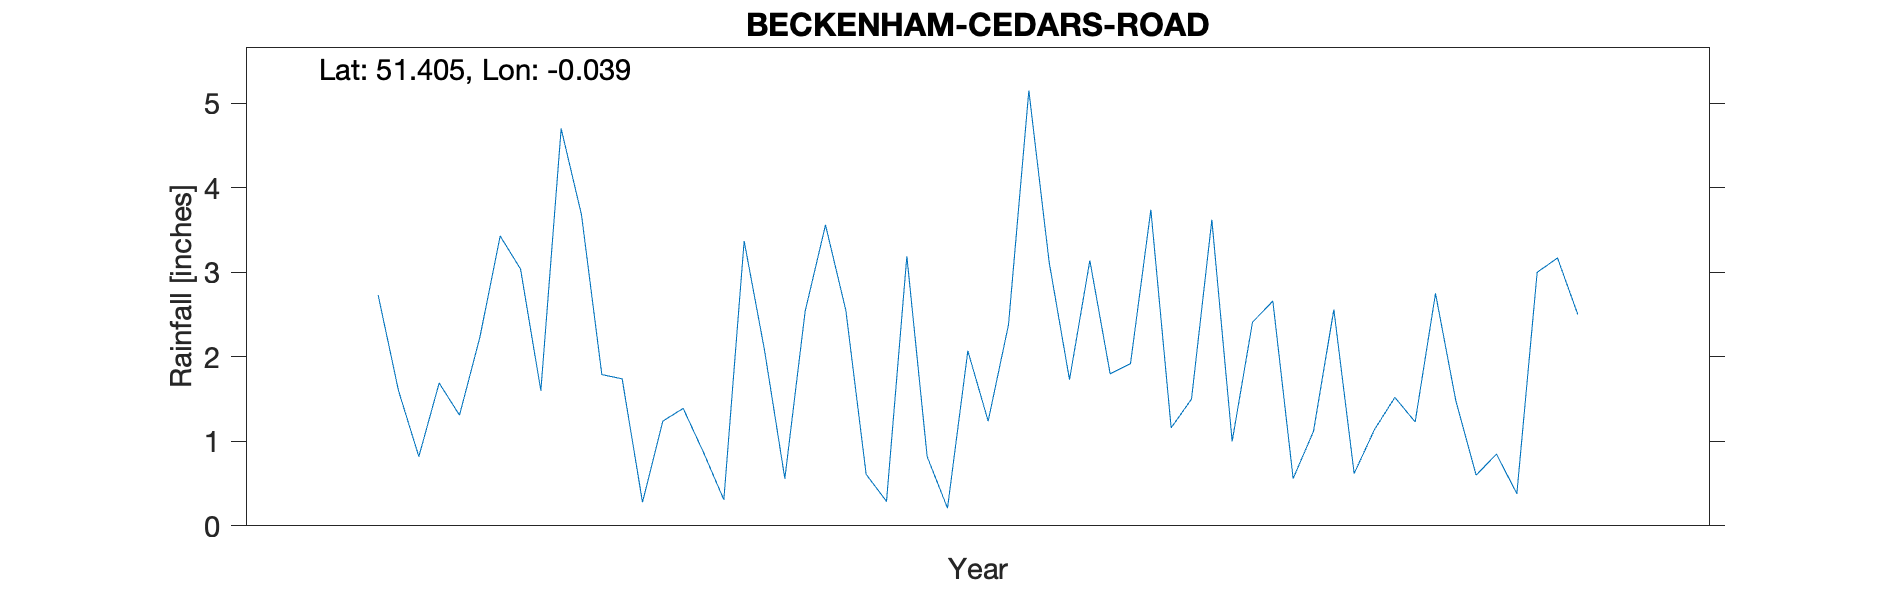 BECKENHAM-CEDARS-ROAD
Lat: 51.405, Lon: -0.039
5
4
3
2
1
0
Rainfall [inches]
Year